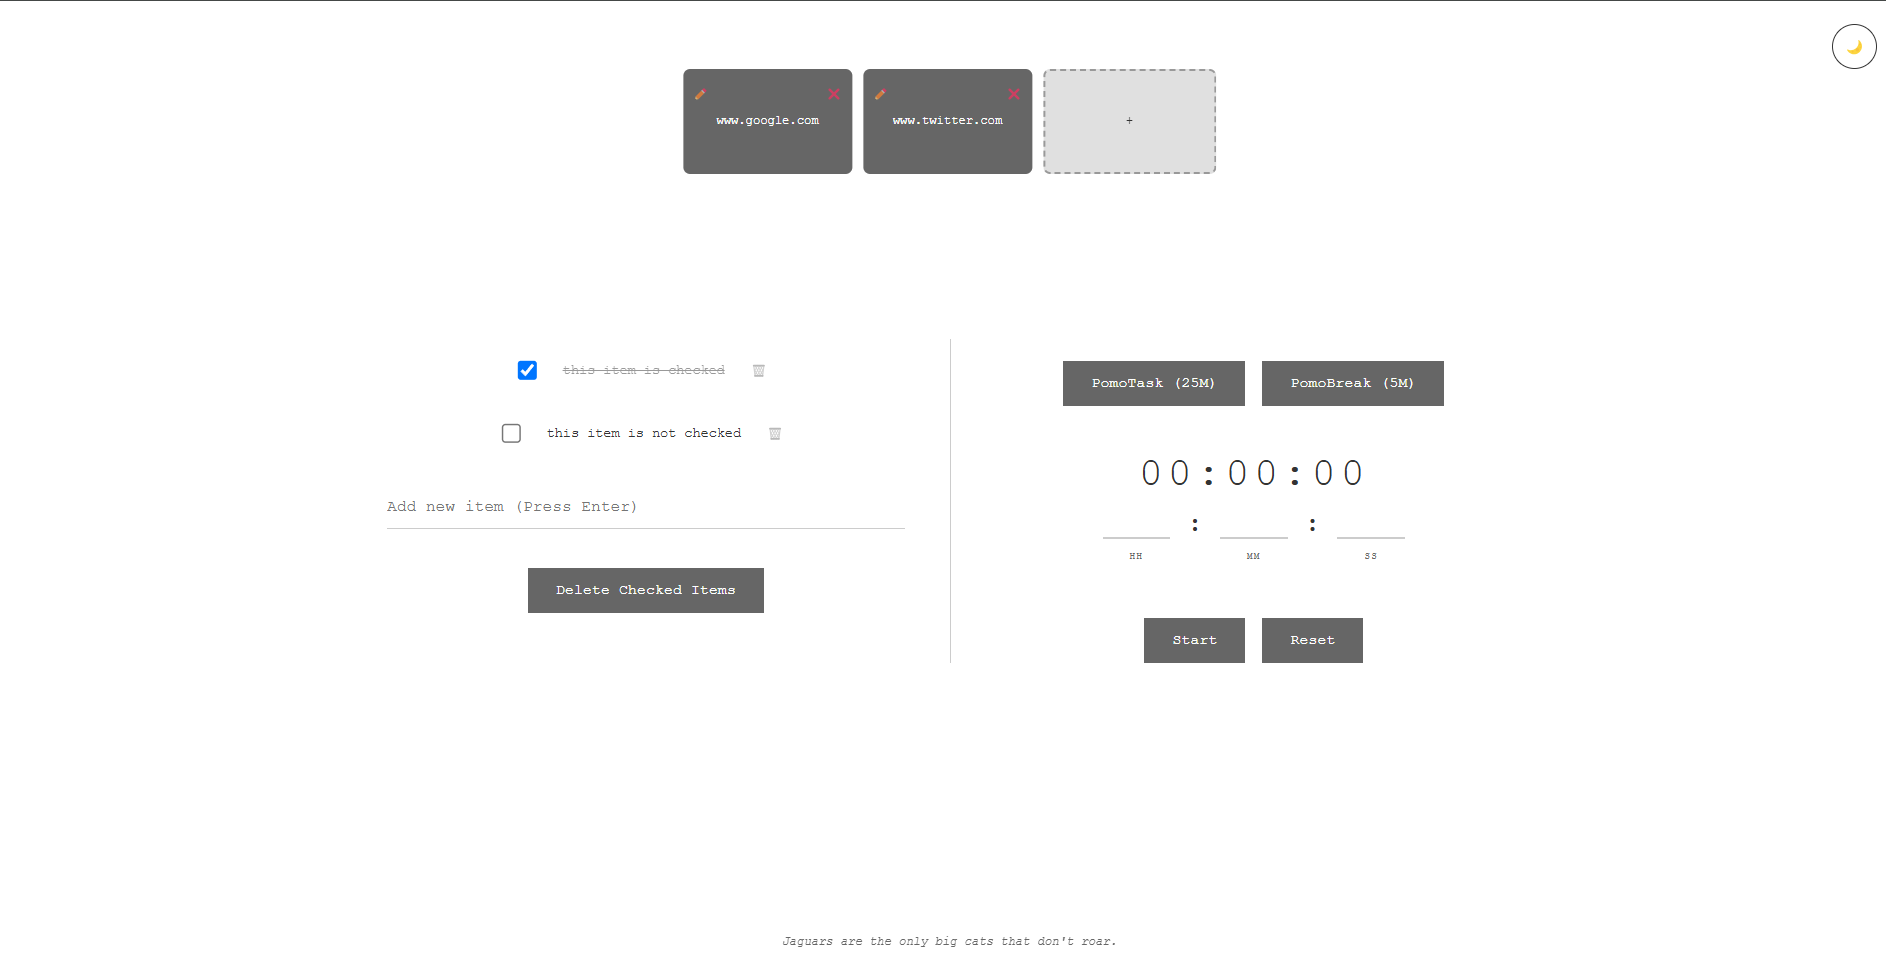 www.google.com
www.twitter.com
+
this item is checked
this item is not checked
Add new item (Press Enter)
Delete Checked Items
PomoTask (25M)
PomoBreak (5M)
00:00:00
: :
HH
MM
SS
Start
Reset
Jaguars are the only big cats that don't roar.